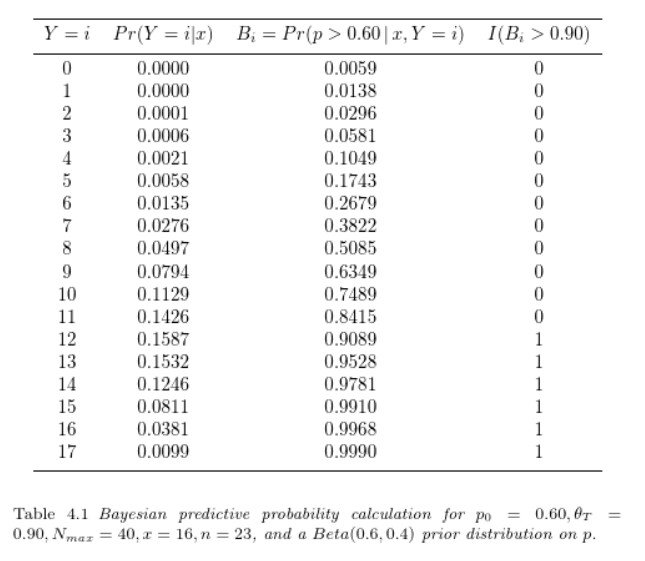 Y = i Pr(Y = i|x) B_i = Pr(p > 0.60 | x, Y = i) I(B_i > 0.90)
0 0.0000 0.0059 0
1 0.0000 0.0138 0
2 0.0001 0.0296 0
3 0.0006 0.0581 0
4 0.0021 0.1049 0
5 0.0058 0.1743 0
6 0.0135 0.2679 0
7 0.0276 0.3822 0
8 0.0497 0.5085 0
9 0.0794 0.6349 0
10 0.1129 0.7489 0
11 0.1426 0.8415 0
12 0.1587 0.9089 1
13 0.1532 0.9528 1
14 0.1246 0.9781 1
15 0.0811 0.9910 1
16 0.0381 0.9968 1
17 0.0099 0.9990 1
Table 4.1 Bayesian predictive probability calculation for p_0 = 0.60, θ_T =
0.90, N_max = 40, x = 16, n = 23, and a Beta(0.6, 0.4) prior distribution on p.